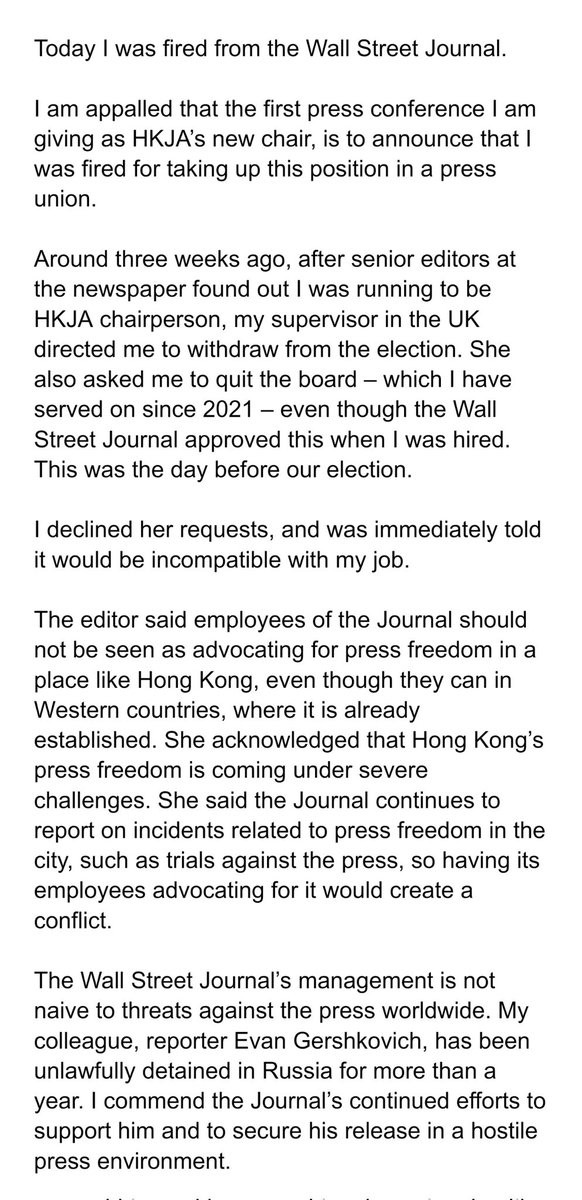 Today I was fired from the Wall Street Journal.
I am appalled that the first press conference I am
giving as HKJA’s new chair, is to announce that I
was fired for taking up this position in a press
union.
Around three weeks ago, after senior editors at
the newspaper found out I was running to be
HKJA chairperson, my supervisor in the UK
directed me to withdraw from the election. She
also asked me to quit the board – which I have
served on since 2021 – even though the Wall
Street Journal approved this when I was hired.
This was the day before our election.
I declined her requests, and was immediately told
it would be incompatible with my job.
The editor said employees of the Journal should
not be seen as advocating for press freedom in a
place like Hong Kong, even though they can in
Western countries, where it is already
established. She acknowledged that Hong Kong’s
press freedom is coming under severe
challenges. She said the Journal continues to
report on incidents related to press freedom in the
city, such as trials against the press, so having its
employees advocating for it would create a
conflict.
The Wall Street Journal’s management is not
naive to threats against the press worldwide. My
colleague, reporter Evan Gershkovich, has been
unlawfully detained in Russia for more than a
year. I commend the Journal’s continued efforts to
support him and to secure his release in a hostile
press environment.